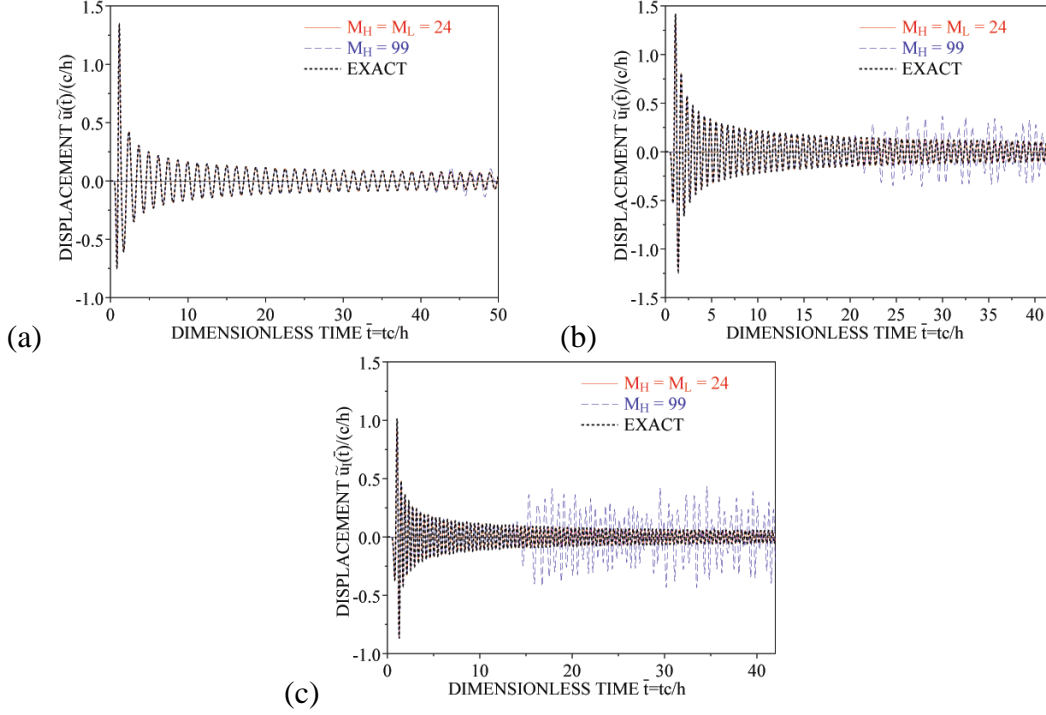 M_H = M_L = 24
M_H = 99
EXACT
DISPLACEMENT ũ(t̄)/(c/h)
1.5
1.0
0.5
0.0
-0.5
-1.0
0 10 20 30 40 50
DIMENSIONLESS TIME t̄=tc/h
(a)
M_H = M_L = 24
M_H = 99
EXACT
DISPLACEMENT ũ_I(t̄)/(c/h)
1.5
1.0
0.5
0.0
-0.5
-1.0
-1.5
0 5 10 15 20 25 30 35 40
DIMENSIONLESS TIME t̄=tc/h
(b)
M_H = M_L = 24
M_H = 99
EXACT
DISPLACEMENT ũ_I(t̄)/(c/h)
1.5
1.0
0.5
0.0
-0.5
-1.0
0 10 20 30 40
DIMENSIONLESS TIME t̄=tc/h
(c)